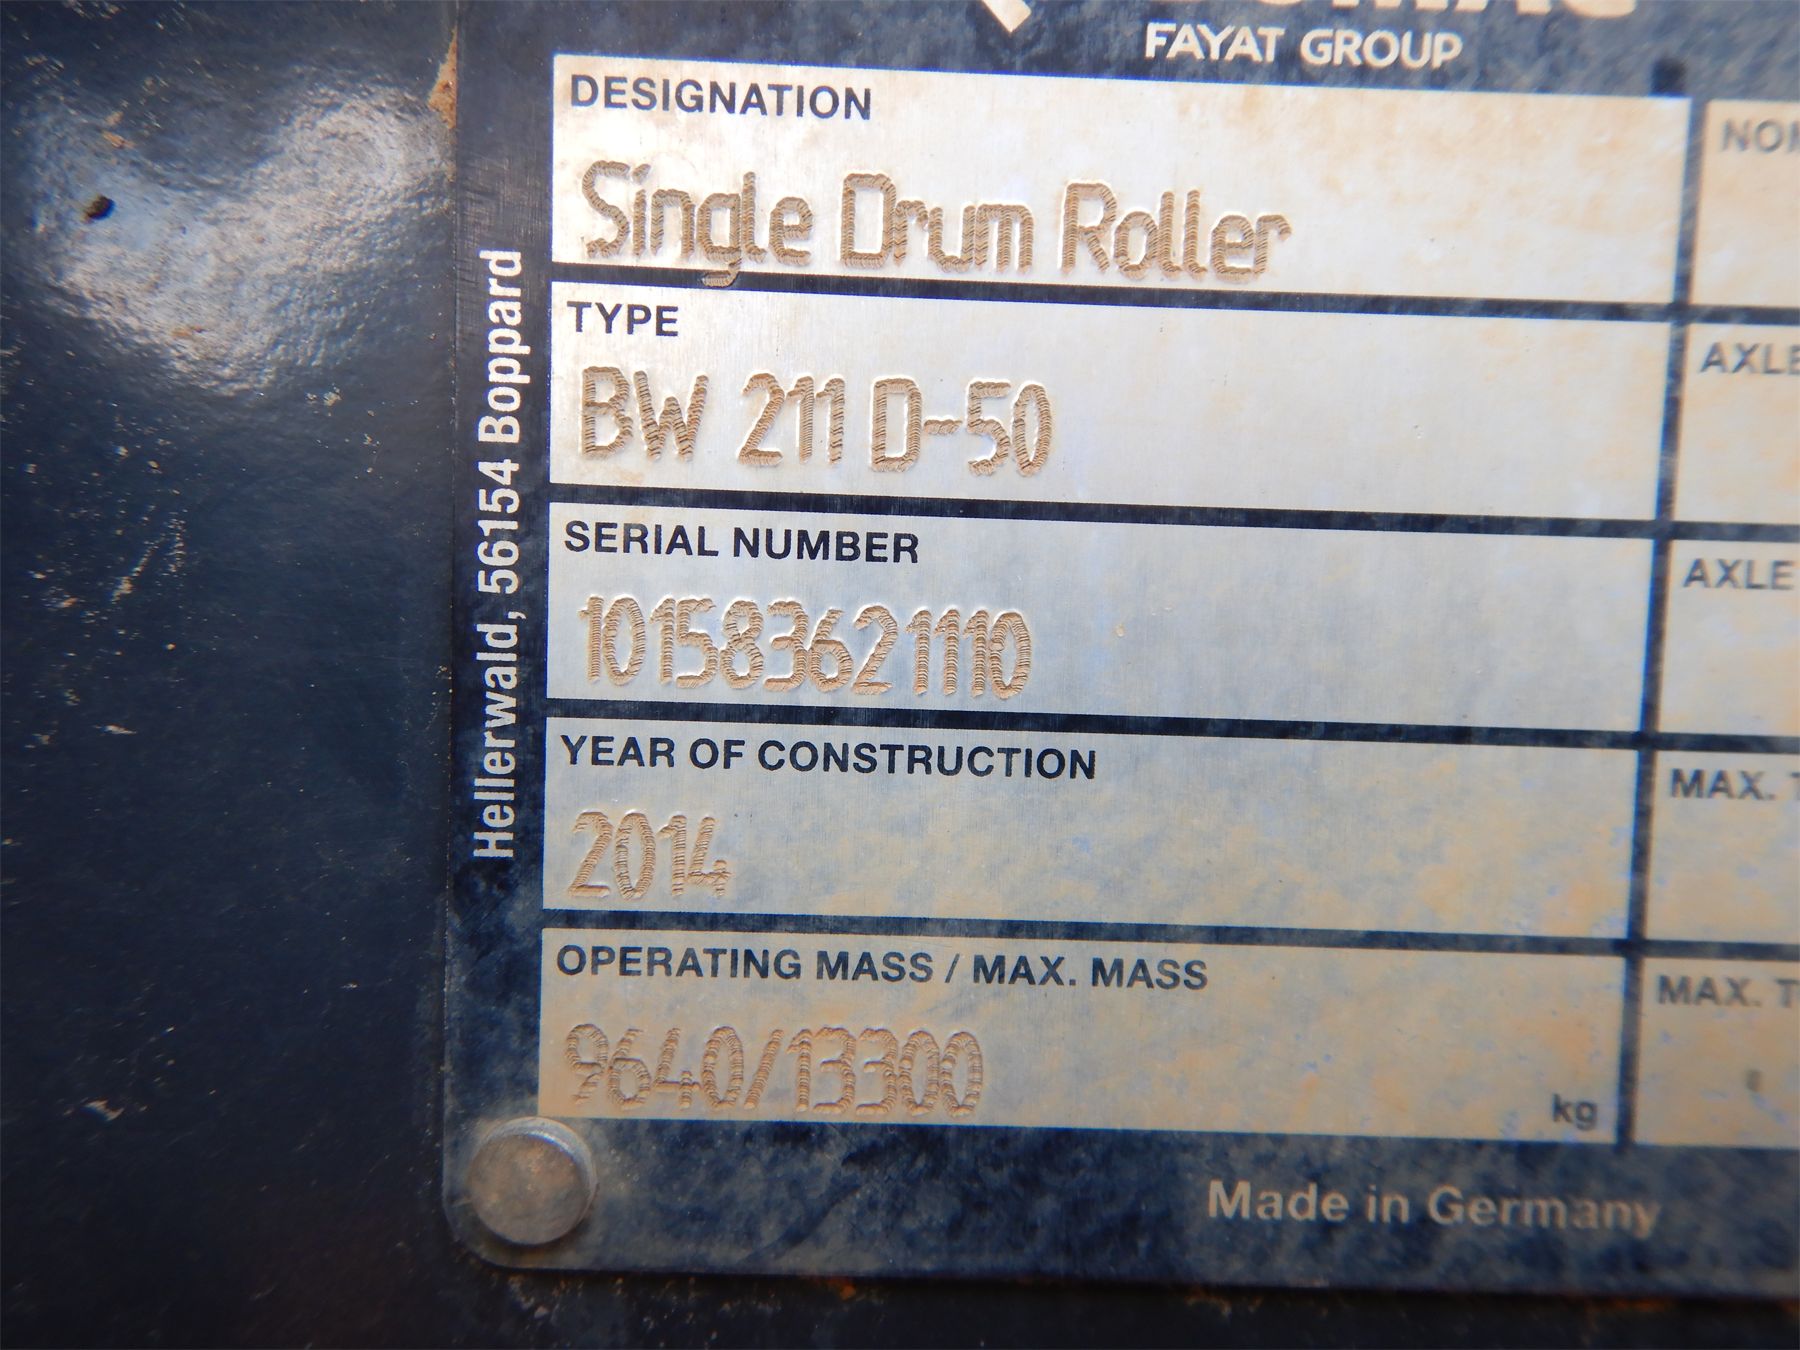 FAYAT GROUP
DESIGNATION
Single Drum Roller
TYPE
BW 211 D-50
AXLE
SERIAL NUMBER
101583621110
AXLE
YEAR OF CONSTRUCTION
2014
MAX.
OPERATING MASS / MAX. MASS
9640/13300
kg
MAX.
Made in Germany
Hellerwald, 56154 Boppard